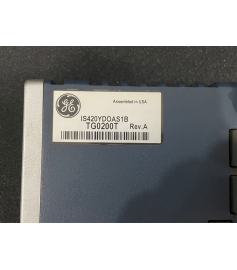 GE
Assembled in USA
IS420YDOAS1B
TG0200T Rev.A